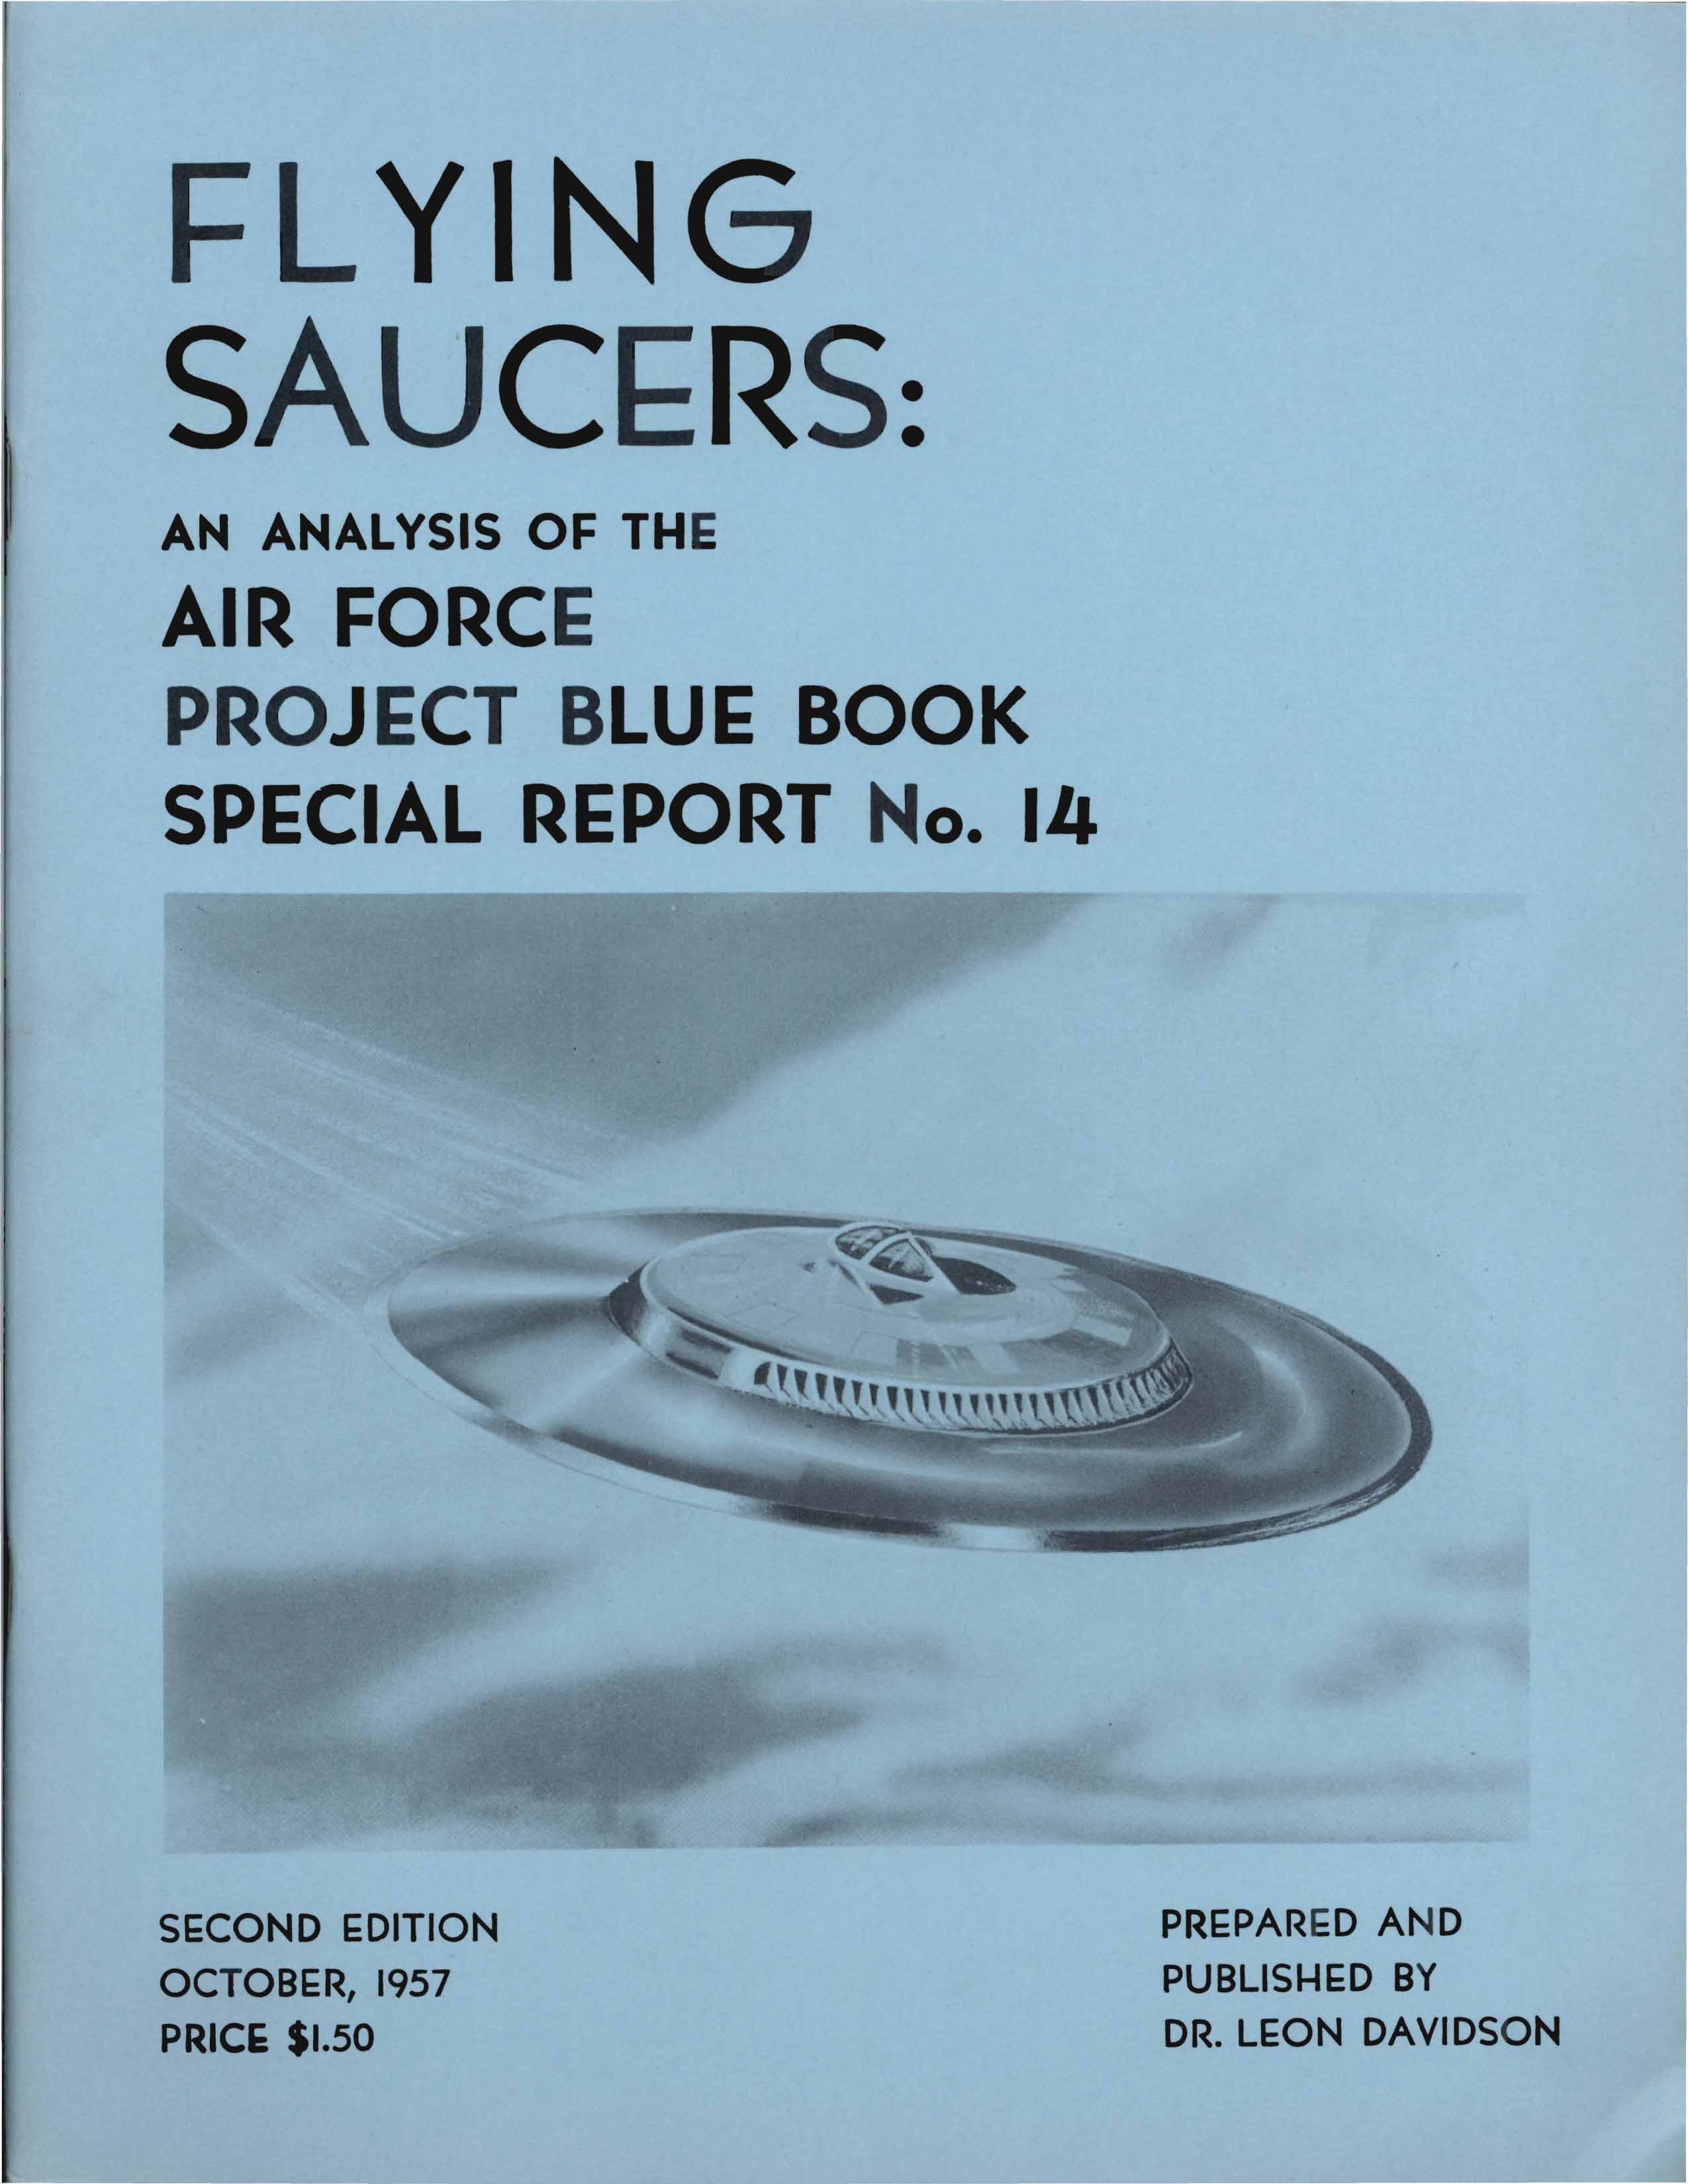 FLYING
SAUCERS:
AN ANALYSIS OF THE
AIR FORCE
PROJECT BLUE BOOK
SPECIAL REPORT No. 14
SECOND EDITION
OCTOBER, 1957
PRICE $1.50
PREPARED AND
PUBLISHED BY
DR. LEON DAVIDSON